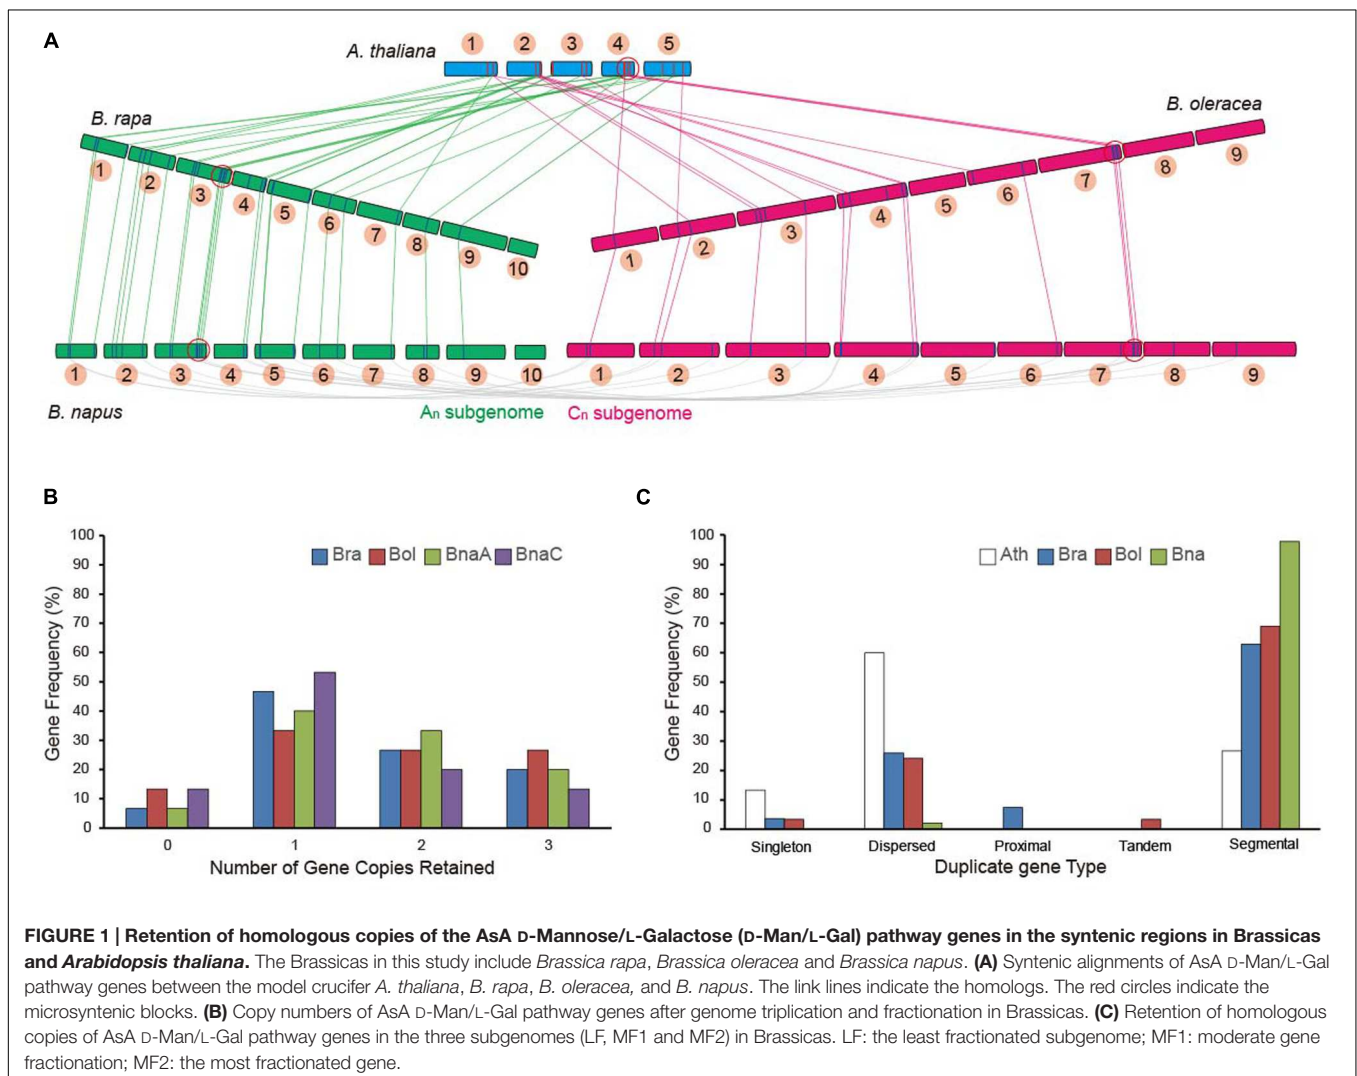 A
A. thaliana
1 2 3 4 5
B. rapa
B. oleracea
1 2 3 4 5 6 7 8 9 10
1 2 3 4 5 6 7 8 9
1 2 3 4 5 6 7 8 9 10
1 2 3 4 5 6 7 8 9
B. napus
An subgenome
Cn subgenome
B
Gene Frequency (%)
100
90
80
70
60
50
40
30
20
10
0
Bra Bol BnaA BnaC
0 1 2 3
Number of Gene Copies Retained
C
Gene Frequency (%)
100
90
80
70
60
50
40
30
20
10
0
Ath Bra Bol Bna
Singleton Dispersed Proximal Tandem Segmental
Duplicate gene Type
FIGURE 1 | Retention of homologous copies of the AsA D-Mannose/L-Galactose (D-Man/L-Gal) pathway genes in the syntenic regions in Brassicas
and Arabidopsis thaliana. The Brassicas in this study include Brassica rapa, Brassica oleracea and Brassica napus. (A) Syntenic alignments of AsA D-Man/L-Gal
pathway genes between the model crucifer A. thaliana, B. rapa, B. oleracea, and B. napus. The link lines indicate the homologs. The red circles indicate the
microsyntenic blocks. (B) Copy numbers of AsA D-Man/L-Gal pathway genes after genome triplication and fractionation in Brassicas. (C) Retention of homologous
copies of AsA D-Man/L-Gal pathway genes in the three subgenomes (LF, MF1 and MF2) in Brassicas. LF: the least fractionated subgenome; MF1: moderate gene
fractionation; MF2: the most fractionated gene.